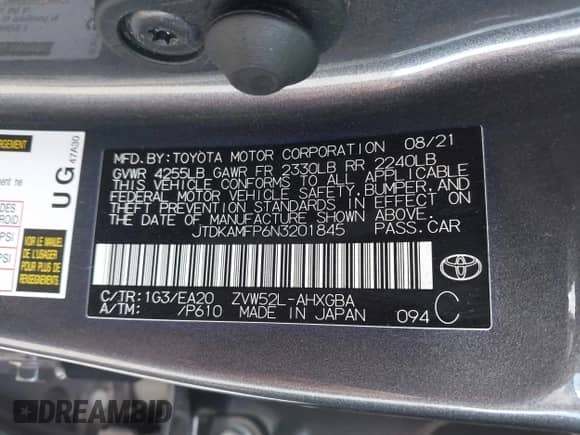 MFD. BY: TOYOTA MOTOR CORPORATION 08/21
GVWR 4255LB GAWR FR 2330LB RR 2240LB
THIS VEHICLE CONFORMS TO ALL APPLICABLE
FEDERAL MOTOR VEHICLE SAFETY, BUMPER, AND
THEFT PREVENTION STANDARDS IN EFFECT ON
THE DATE OF MANUFACTURE SHOWN ABOVE.
JTDKAMFP6N3201845 PASS. CAR
C/TR: 1G3/EA20 ZVW52L-AHXGBA
A/TM: /P610 MADE IN JAPAN 094 C
TOYOTA
UG
47A30
PSI
PSI
DREAMBID